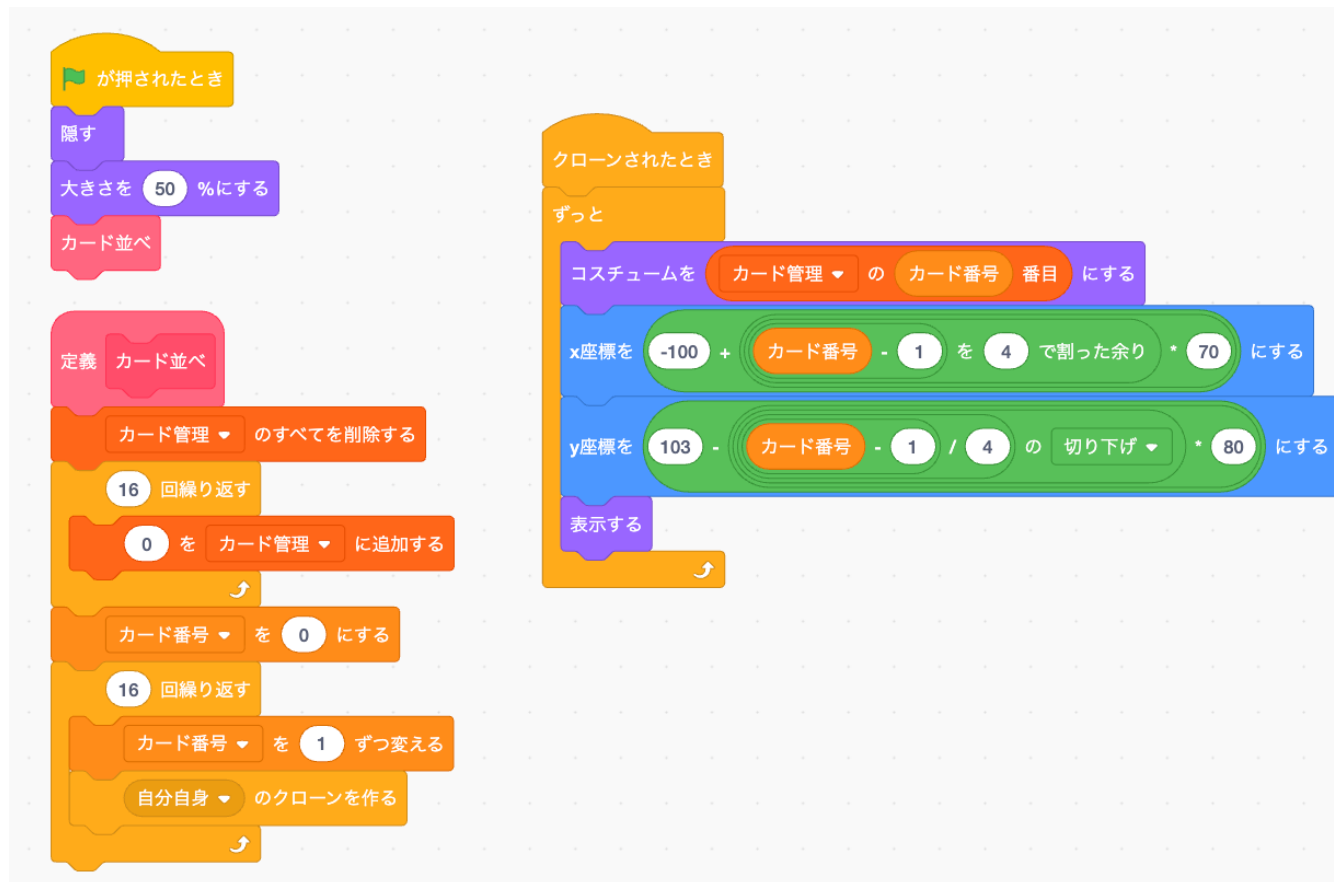 が押されたとき
隠す
大きさを 50 %にする
カード並べ
定義 カード並べ
カード管理 のすべてを削除する
16 回繰り返す
0 を カード管理 に追加する
カード番号 を 0 にする
16 回繰り返す
カード番号 を 1 ずつ変える
自分自身 のクローンを作る
クローンされたとき
ずっと
コスチュームを カード管理 の カード番号 番目 にする
x座標を -100 + カード番号 - 1 を 4 で割った余り * 70 にする
y座標を 103 - カード番号 - 1 / 4 の 切り下げ * 80 にする
表示する